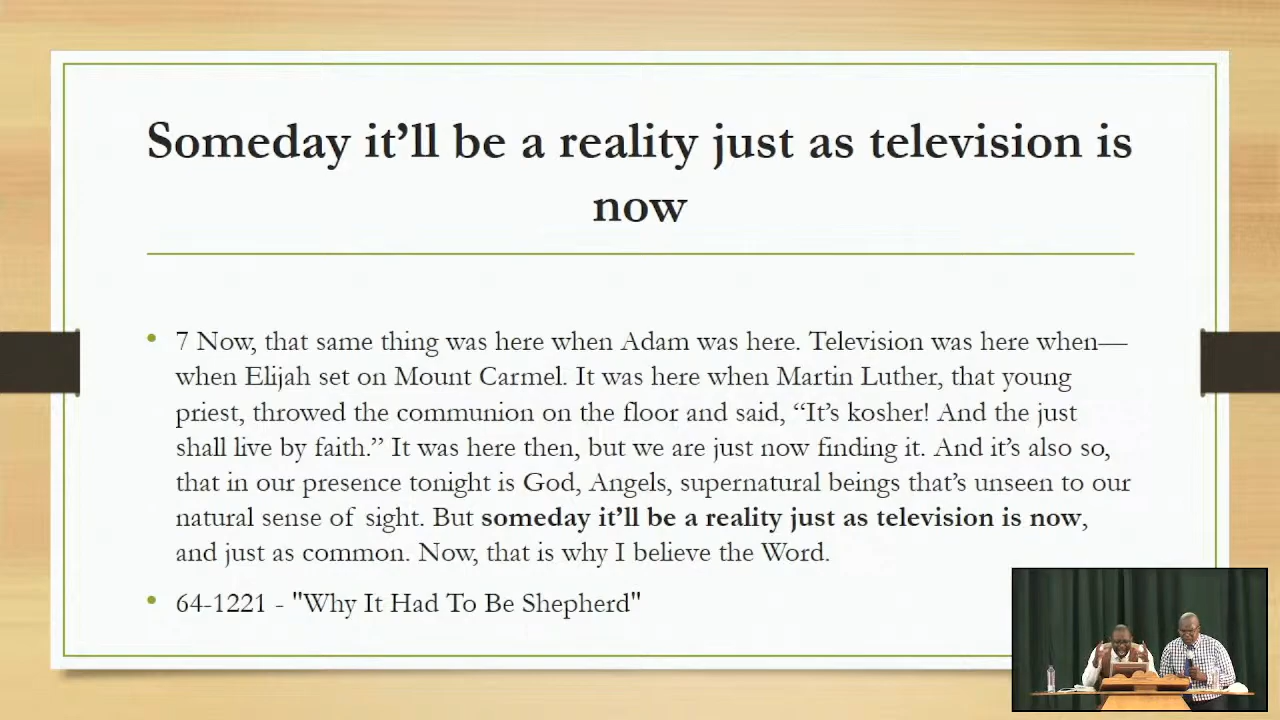 Someday it’ll be a reality just as television is
now
• 7 Now, that same thing was here when Adam was here. Television was here when—
when Elijah set on Mount Carmel. It was here when Martin Luther, that young
priest, throwed the communion on the floor and said, “It’s kosher! And the just
shall live by faith.” It was here then, but we are just now finding it. And it’s also so,
that in our presence tonight is God, Angels, supernatural beings that’s unseen to our
natural sense of sight. But someday it’ll be a reality just as television is now,
and just as common. Now, that is why I believe the Word.
• 64-1221 - "Why It Had To Be Shepherd"